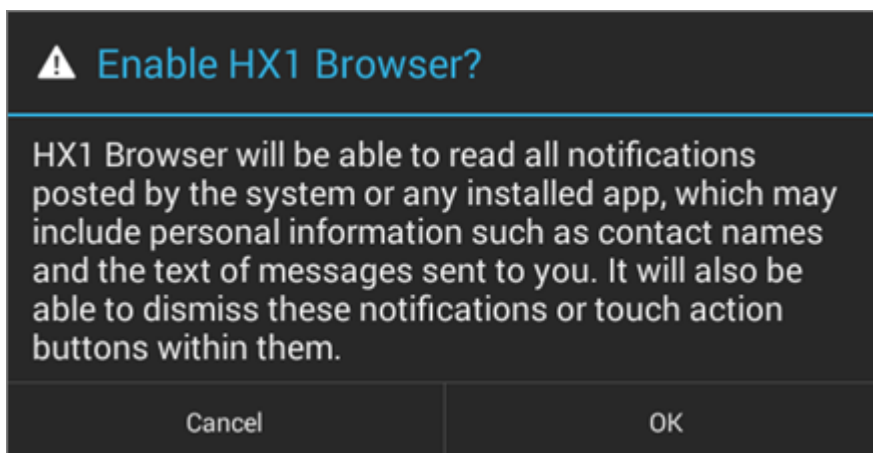 Enable HX1 Browser?
HX1 Browser will be able to read all notifications
posted by the system or any installed app, which may
include personal information such as contact names
and the text of messages sent to you. It will also be
able to dismiss these notifications or touch action
buttons within them.
Cancel
OK